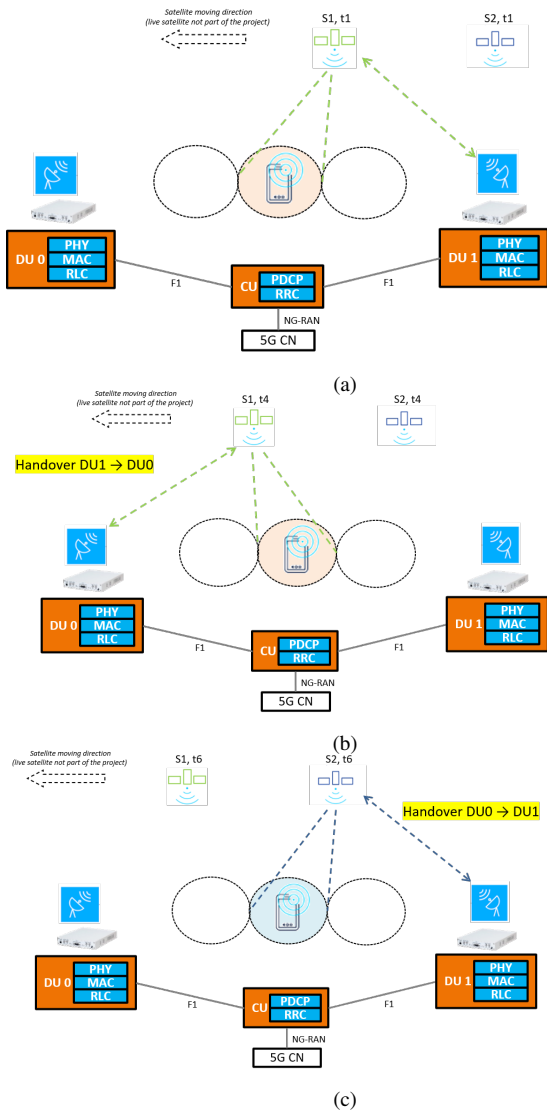 Satellite moving direction
(live satellite not part of the project)
S1, t1
S2, t1
DU 0
PHY
MAC
RLC
F1
CU
PDCP
RRC
F1
DU 1
PHY
MAC
RLC
NG-RAN
5G CN
(a)
Satellite moving direction
(live satellite not part of the project)
S1, t4
S2, t4
Handover DU1 → DU0
DU 0
PHY
MAC
RLC
F1
CU
PDCP
RRC
F1
DU 1
PHY
MAC
RLC
NG-RAN
5G CN
(b)
Satellite moving direction
(live satellite not part of the project)
S1, t6
S2, t6
Handover DU0 → DU1
DU 0
PHY
MAC
RLC
F1
CU
PDCP
RRC
F1
DU 1
PHY
MAC
RLC
NG-RAN
5G CN
(c)